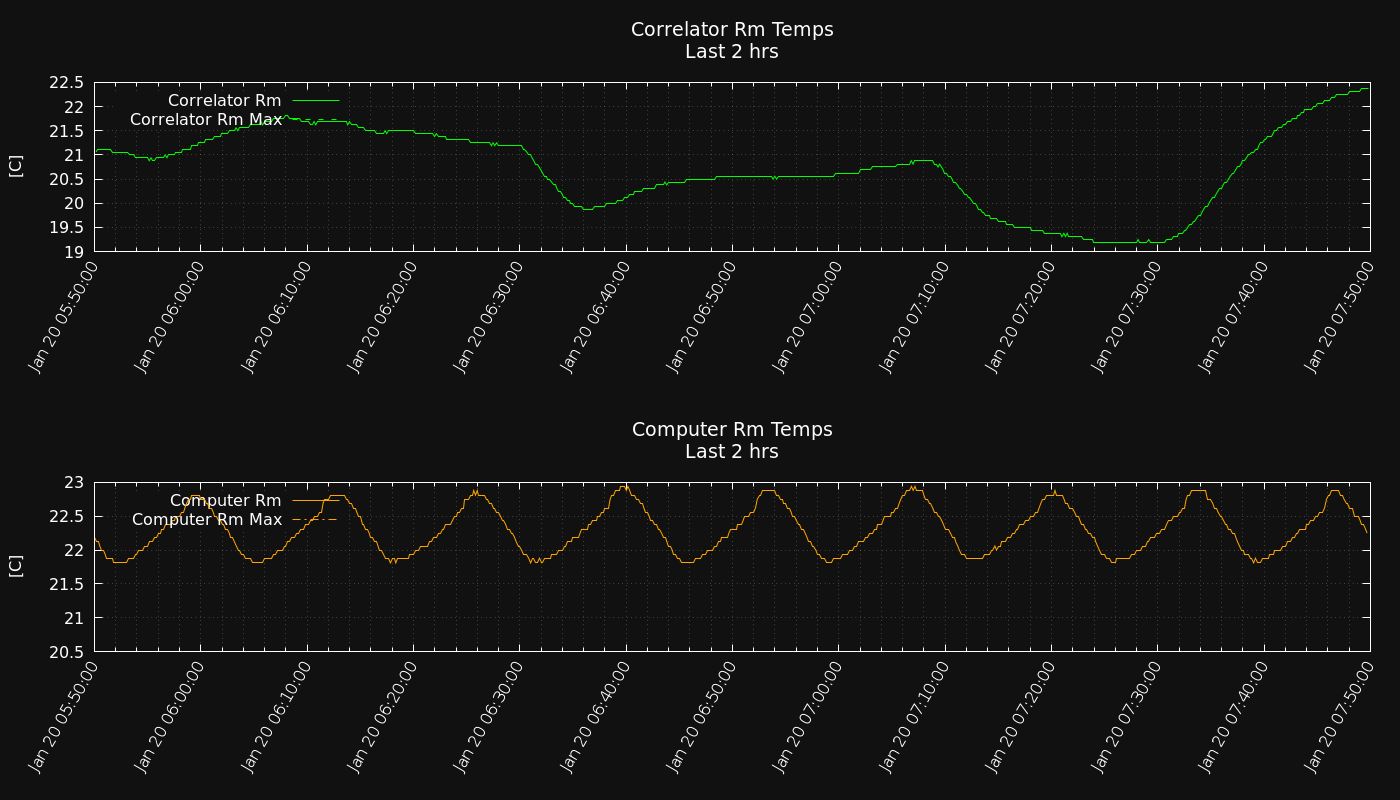 Correlator Rm Temps
Last 2 hrs
22.5
22
21.5
21
20.5
20
19.5
19
[C]
Correlator Rm
Correlator Rm Max
Jan 20 05:50:00
Jan 20 06:00:00
Jan 20 06:10:00
Jan 20 06:20:00
Jan 20 06:30:00
Jan 20 06:40:00
Jan 20 06:50:00
Jan 20 07:00:00
Jan 20 07:10:00
Jan 20 07:20:00
Jan 20 07:30:00
Jan 20 07:40:00
Jan 20 07:50:00
Computer Rm Temps
Last 2 hrs
23
22.5
22
21.5
21
20.5
[C]
Computer Rm
Computer Rm Max
Jan 20 05:50:00
Jan 20 06:00:00
Jan 20 06:10:00
Jan 20 06:20:00
Jan 20 06:30:00
Jan 20 06:40:00
Jan 20 06:50:00
Jan 20 07:00:00
Jan 20 07:10:00
Jan 20 07:20:00
Jan 20 07:30:00
Jan 20 07:40:00
Jan 20 07:50:00